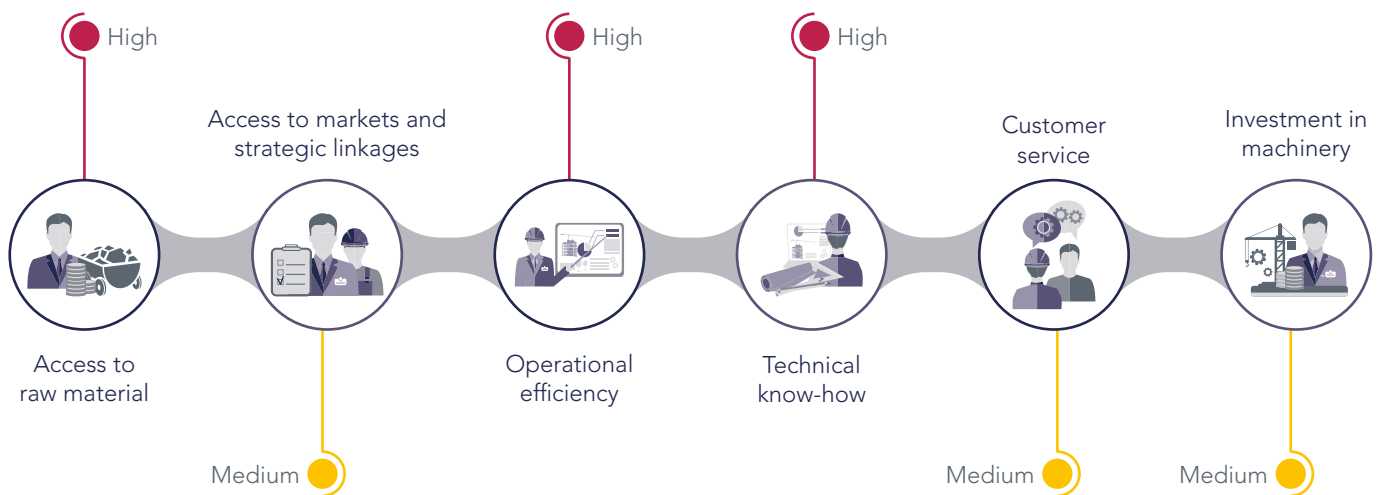 High
High
High
Access to markets and
strategic linkages
Customer
service
Investment in
machinery
Access to
raw material
Operational
efficiency
Technical
know-how
Medium
Medium
Medium